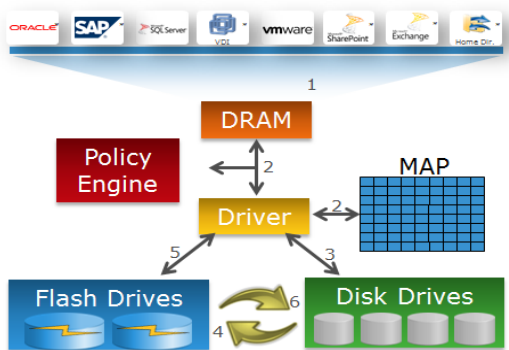 ORACLE
SAP
Microsoft
SQL Server
VDI
vmware
SharePoint
Exchange
Home Dir.
1
DRAM
Policy
Engine
2
MAP
Driver
2
5
3
Flash Drives
6
Disk Drives
4